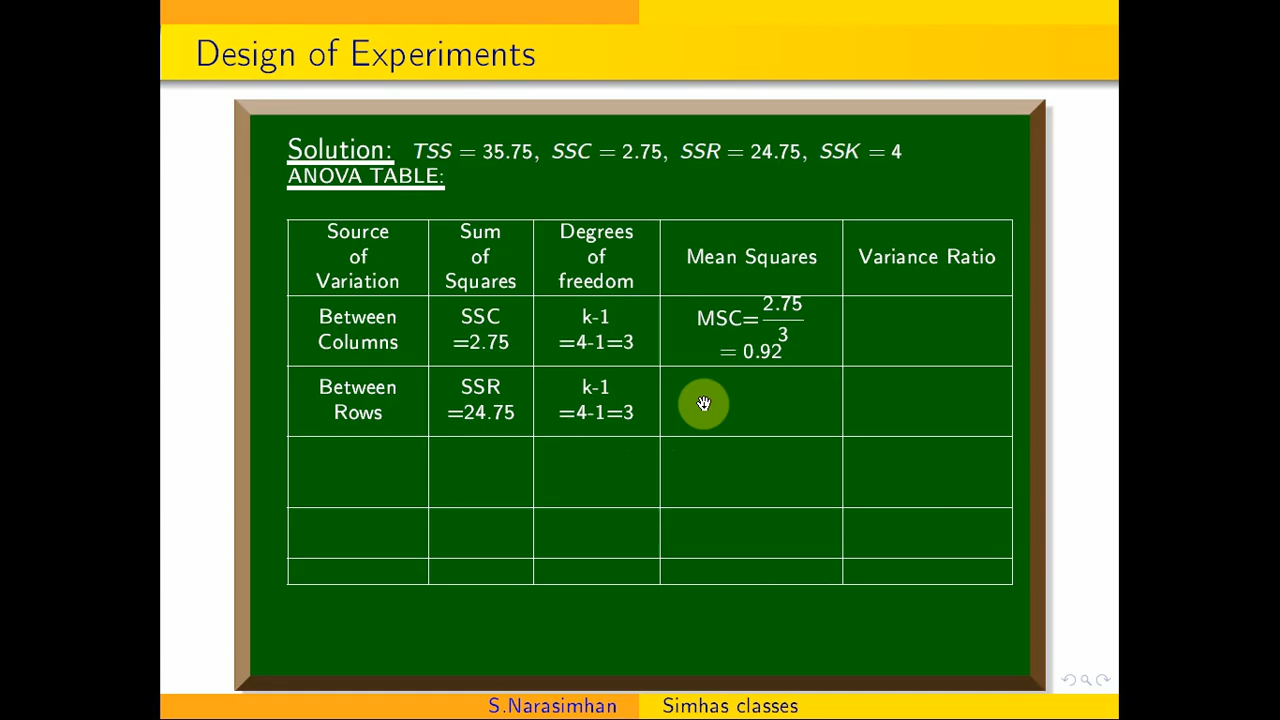 Design of Experiments
Solution: TSS = 35.75, SSC = 2.75, SSR = 24.75, SSK = 4
ANOVA TABLE:
Source of Variation Sum of Squares Degrees of freedom Mean Squares Variance Ratio
Between Columns SSC =2.75 k-1 =4-1=3 MSC= 2.75/3 = 0.92
Between Rows SSR =24.75 k-1 =4-1=3
S.Narasimhan Simhas classes